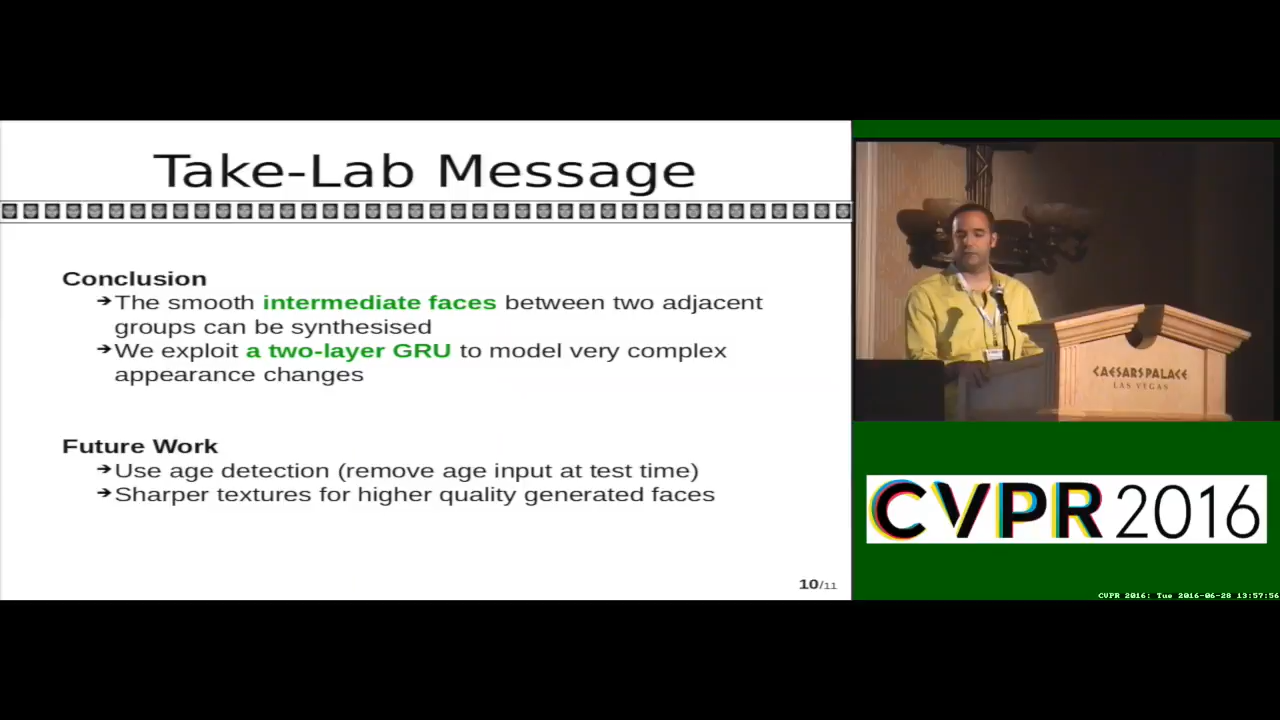 Take-Lab Message
Conclusion
➔The smooth intermediate faces between two adjacent
groups can be synthesised
➔We exploit a two-layer GRU to model very complex
appearance changes
Future Work
➔Use age detection (remove age input at test time)
➔Sharper textures for higher quality generated faces
10/11
CAESARS PALACE
LAS VEGAS
CVPR 2016
CVPR 2016: Tue 2016-06-28 13:57:56